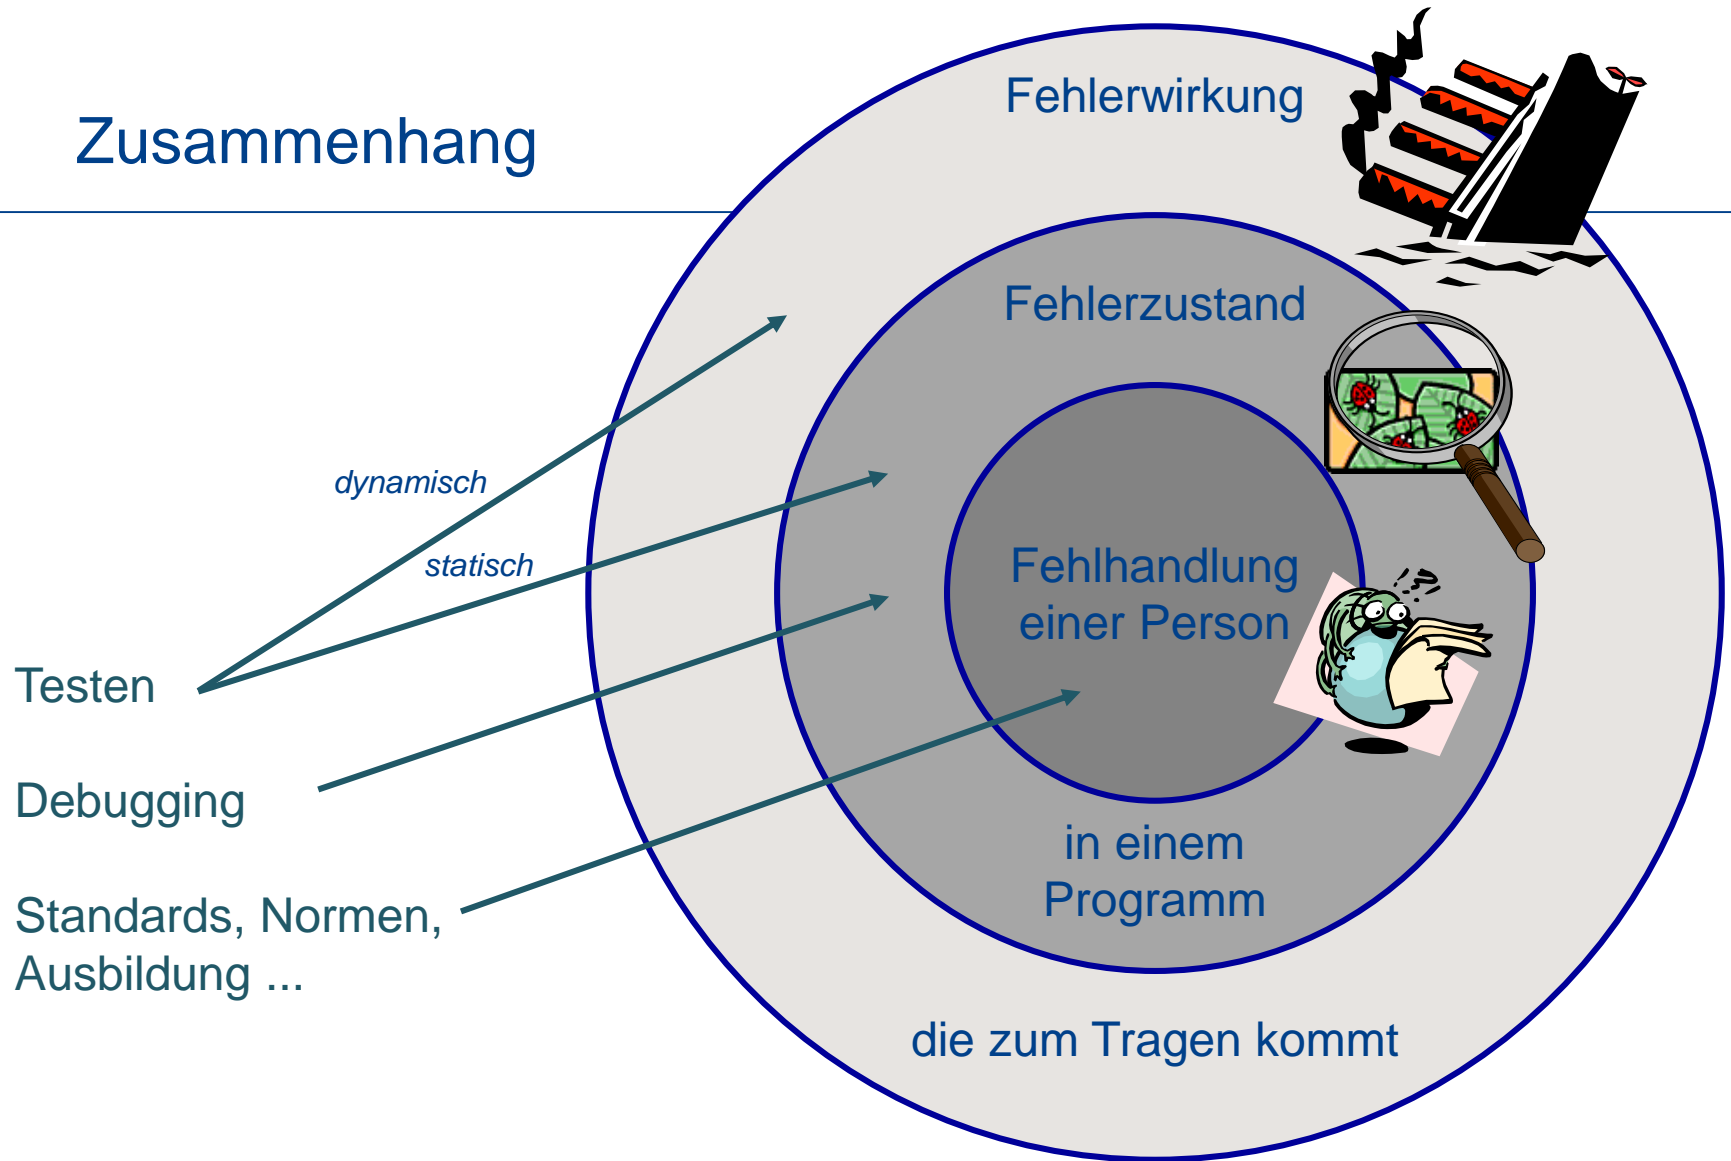 Zusammenhang
Fehlerwirkung
Fehlerzustand
dynamisch
statisch
Fehlhandlung
einer Person
Testen
Debugging
in einem
Programm
Standards, Normen,
Ausbildung ...
die zum Tragen kommt